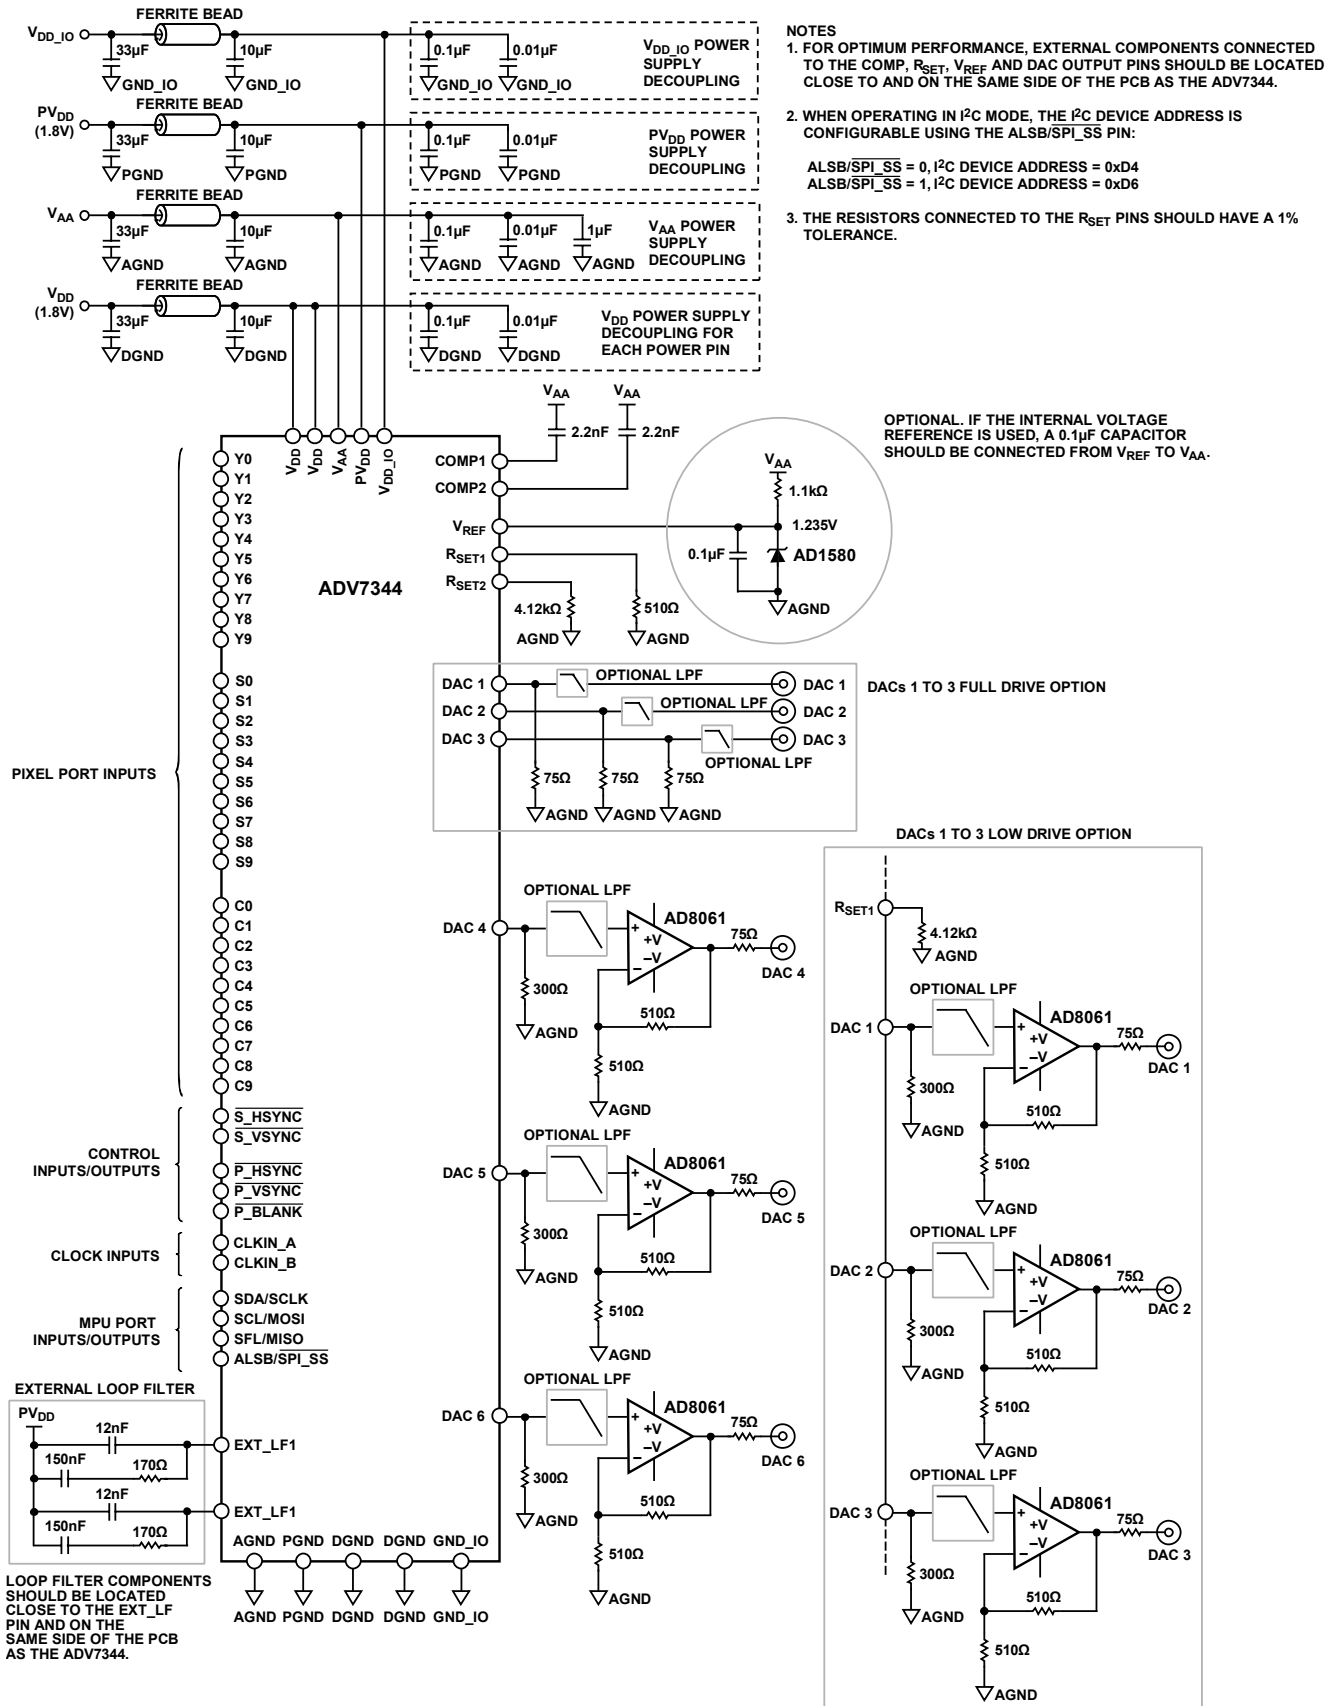 FERRITE BEAD
VDD_IO
33µF
10µF
0.1µF
0.01µF
GND_IO
GND_IO
GND_IO
GND_IO
VDD_IO POWER
SUPPLY
DECOUPLING
FERRITE BEAD
PVDD
(1.8V)
33µF
10µF
0.1µF
0.01µF
PGND
PGND
PGND
PGND
PVDD POWER
SUPPLY
DECOUPLING
FERRITE BEAD
VAA
33µF
10µF
0.1µF
0.01µF
1µF
AGND
AGND
AGND
AGND
AGND
VAA POWER
SUPPLY
DECOUPLING
FERRITE BEAD
VDD
(1.8V)
33µF
10µF
0.1µF
0.01µF
DGND
DGND
DGND
DGND
VDD POWER SUPPLY
DECOUPLING FOR
EACH POWER PIN
NOTES
1. FOR OPTIMUM PERFORMANCE, EXTERNAL COMPONENTS CONNECTED
TO THE COMP, RSET, VREF AND DAC OUTPUT PINS SHOULD BE LOCATED
CLOSE TO AND ON THE SAME SIDE OF THE PCB AS THE ADV7344.
2. WHEN OPERATING IN I2C MODE, THE I2C DEVICE ADDRESS IS
CONFIGURABLE USING THE ALSB/SPI_SS PIN:
ALSB/SPI_SS = 0, I2C DEVICE ADDRESS = 0xD4
ALSB/SPI_SS = 1, I2C DEVICE ADDRESS = 0xD6
3. THE RESISTORS CONNECTED TO THE RSET PINS SHOULD HAVE A 1%
TOLERANCE.
VAA
VAA
2.2nF
2.2nF
OPTIONAL. IF THE INTERNAL VOLTAGE
REFERENCE IS USED, A 0.1µF CAPACITOR
SHOULD BE CONNECTED FROM VREF TO VAA.
VAA
1.1kΩ
1.235V
0.1µF
AD1580
AGND
VDD
VDD
VAA
PVDD
VDD_IO
COMP1
COMP2
VREF
RSET1
RSET2
4.12kΩ
510Ω
AGND
AGND
ADV7344
PIXEL PORT INPUTS
Y0
Y1
Y2
Y3
Y4
Y5
Y6
Y7
Y8
Y9
S0
S1
S2
S3
S4
S5
S6
S7
S8
S9
C0
C1
C2
C3
C4
C5
C6
C7
C8
C9
CONTROL
INPUTS/OUTPUTS
S_HSYNC
S_VSYNC
P_HSYNC
P_VSYNC
P_BLANK
CLOCK INPUTS
CLKIN_A
CLKIN_B
MPU PORT
INPUTS/OUTPUTS
SDA/SCLK
SCL/MOSI
SFL/MISO
ALSB/SPI_SS
EXTERNAL LOOP FILTER
PVDD
12nF
150nF
170Ω
12nF
150nF
170Ω
EXT_LF1
EXT_LF1
LOOP FILTER COMPONENTS
SHOULD BE LOCATED
CLOSE TO THE EXT_LF
PIN AND ON THE
SAME SIDE OF THE PCB
AS THE ADV7344.
AGND PGND DGND DGND GND_IO
AGND PGND DGND DGND GND_IO
DACs 1 TO 3 FULL DRIVE OPTION
DAC 1
OPTIONAL LPF
DAC 1
DAC 2
OPTIONAL LPF
DAC 2
DAC 3
OPTIONAL LPF
DAC 3
75Ω
75Ω
75Ω
AGND
AGND
AGND
OPTIONAL LPF
DAC 4
AD8061
+
+V
–V
–
75Ω
DAC 4
300Ω
AGND
510Ω
510Ω
AGND
OPTIONAL LPF
DAC 5
AD8061
+
+V
–V
–
75Ω
DAC 5
300Ω
AGND
510Ω
510Ω
AGND
OPTIONAL LPF
DAC 6
AD8061
+
+V
–V
–
75Ω
DAC 6
300Ω
AGND
510Ω
510Ω
AGND
DACs 1 TO 3 LOW DRIVE OPTION
RSET1
4.12kΩ
AGND
OPTIONAL LPF
DAC 1
AD8061
+
+V
–V
–
75Ω
DAC 1
300Ω
AGND
510Ω
510Ω
AGND
OPTIONAL LPF
DAC 2
AD8061
+
+V
–V
–
75Ω
DAC 2
300Ω
AGND
510Ω
510Ω
AGND
OPTIONAL LPF
DAC 3
AD8061
+
+V
–V
–
75Ω
DAC 3
300Ω
AGND
510Ω
510Ω
AGND